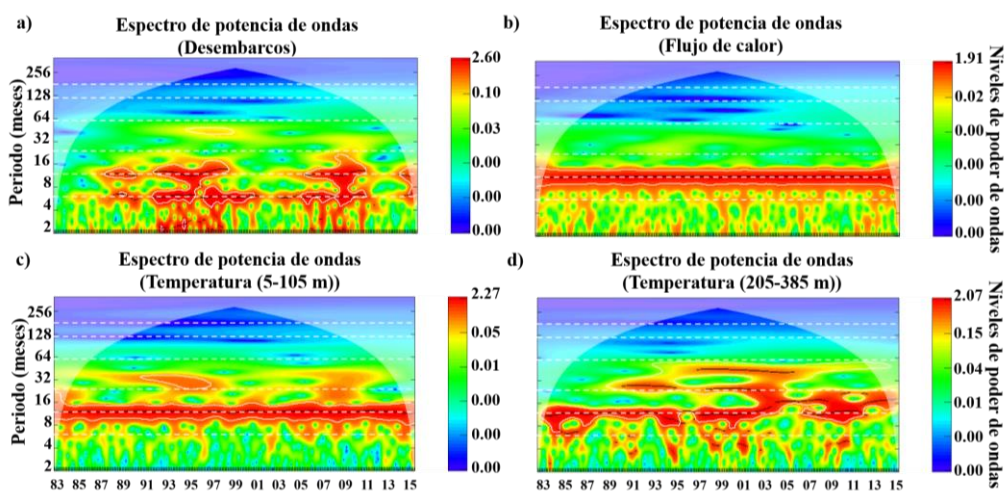 a)
Espectro de potencia de ondas
(Desembarcos)
b)
Espectro de potencia de ondas
(Flujo de calor)
Periodo (meses)
256
128
64
32
16
8
4
2
2.60
0.10
0.03
0.00
0.00
0.00
1.91
0.02
0.00
0.00
0.00
0.00
Niveles de poder de ondas
c)
Espectro de potencia de ondas
(Temperatura (5-105 m))
d)
Espectro de potencia de ondas
(Temperatura (205-385 m))
Periodo (meses)
256
128
64
32
16
8
4
2
2.27
0.05
0.01
0.00
0.00
0.00
2.07
0.15
0.04
0.01
0.00
0.00
Niveles de poder de ondas
83 85 87 89 91 93 95 97 99 01 03 05 07 09 11 13 15
83 85 87 89 91 93 95 97 99 01 03 05 07 09 11 13 15